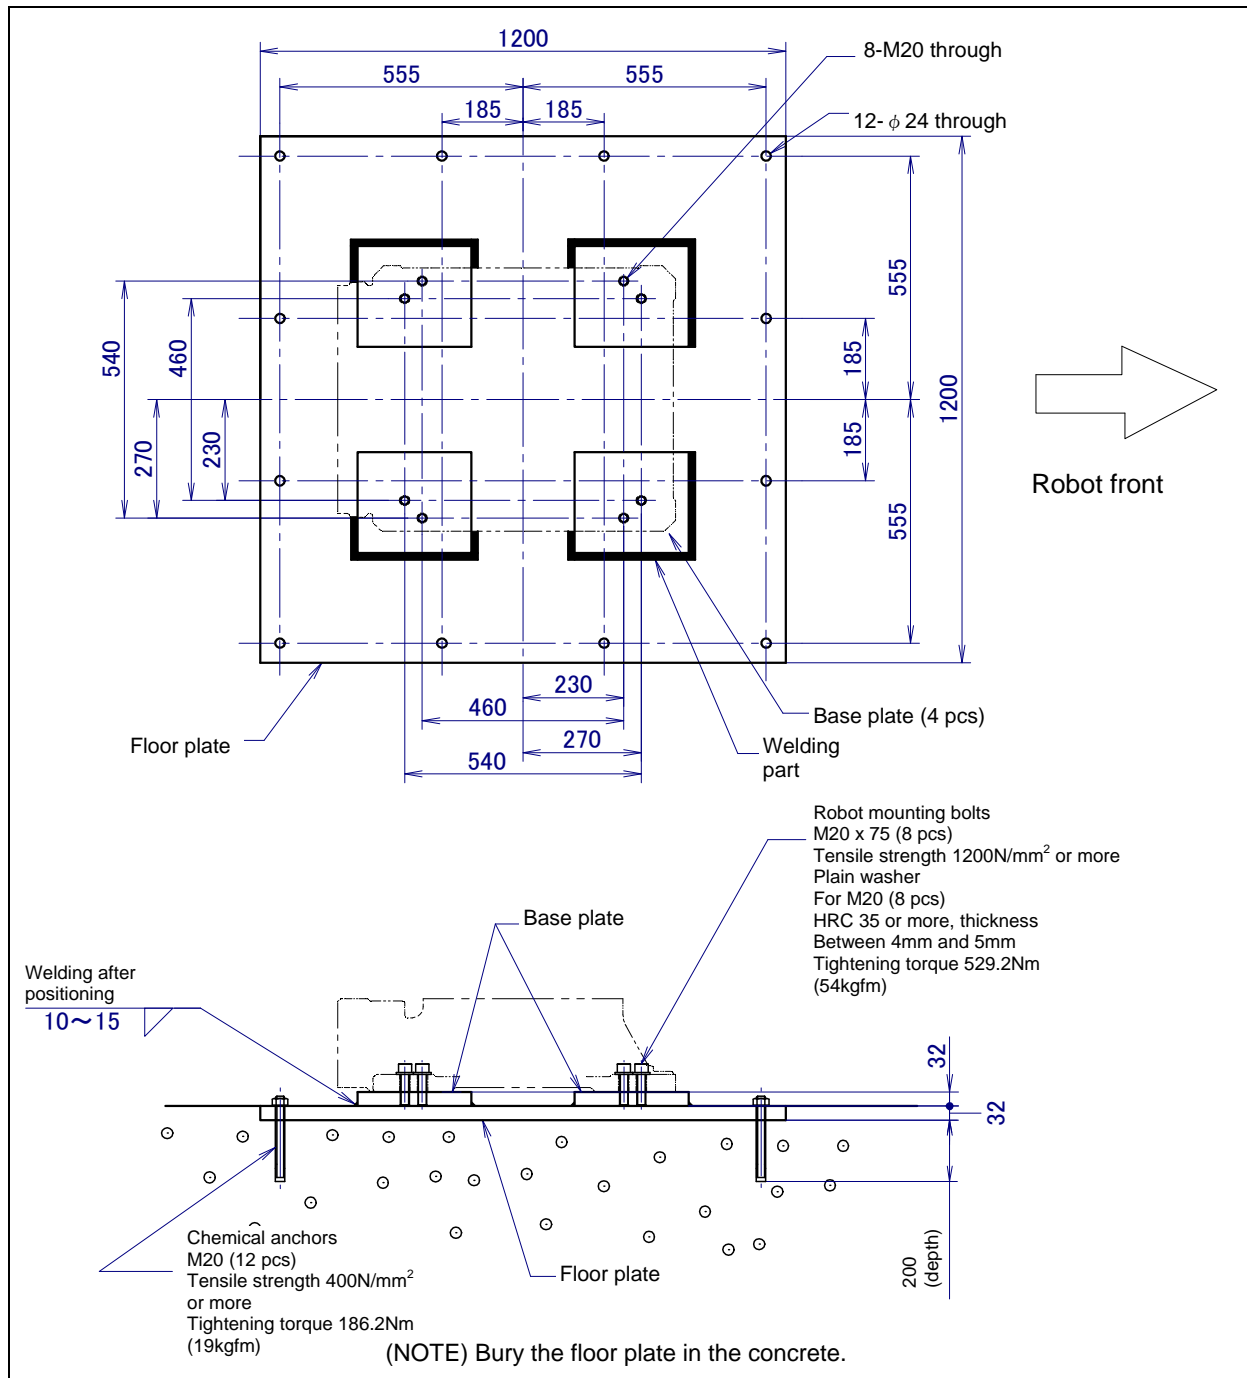 1200
8-M20 through
555
555
185
185
12- φ 24 through
540
460
270
230
555
185
1200
185
555
Robot front
230
460
270
540
Floor plate
Base plate (4 pcs)
Welding
part
Robot mounting bolts
M20 x 75 (8 pcs)
Tensile strength 1200N/mm² or more
Plain washer
For M20 (8 pcs)
HRC 35 or more, thickness
Between 4mm and 5mm
Tightening torque 529.2Nm
(54kgfm)
Base plate
Welding after
positioning
10～15
32
32
200
(depth)
Chemical anchors
M20 (12 pcs)
Tensile strength 400N/mm²
or more
Tightening torque 186.2Nm
(19kgfm)
Floor plate
(NOTE) Bury the floor plate in the concrete.